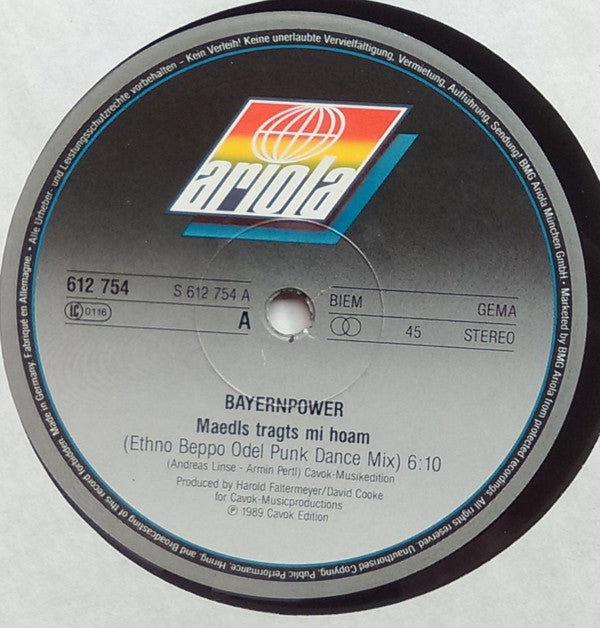 • Alle Urheber- und Leistungsschutzrechte vorbehalten - Kein Verleih! Keine unerlaubte Vervielfältigung, Vermietung, Aufführung, Sendung! BMG Ariola München GmbH • Marketed by BMG Ariola from protected recordings. All rights reserved. Unauthorised Copying, Public Performance, Hiring, and Broadcasting of this record forbidden. Made in Germany. Fabriqué en Allemagne.
ariola
612 754 S 612 754 A
LC 0116 A
BIEM GEMA
45 STEREO
BAYERNPOWER
Maedls tragts mi hoam
(Ethno Beppo Odel Punk Dance Mix) 6:10
(Andreas Linse - Armin Pertl) Cavok-Musikedition
Produced by Harold Faltermeyer/David Cooke
for Cavok-Musicproductions
℗ 1989 Cavok Edition